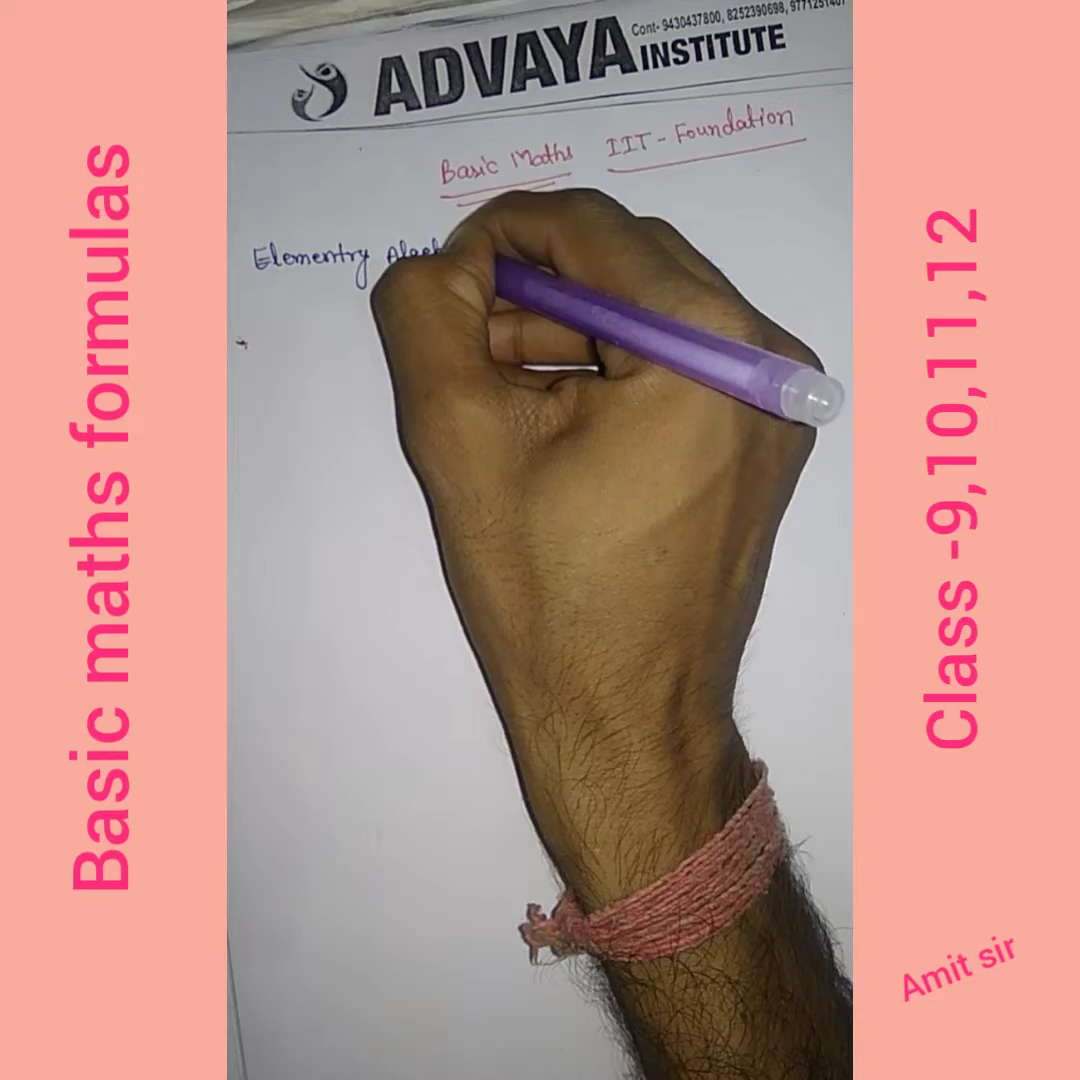 Basic maths formulas
Cont- 9430437800, 8252390698, 9771251407
ADVAYA INSTITUTE
Basic Maths IIT - Foundation
Elementry
Class -9,10,11,12
Amit sir